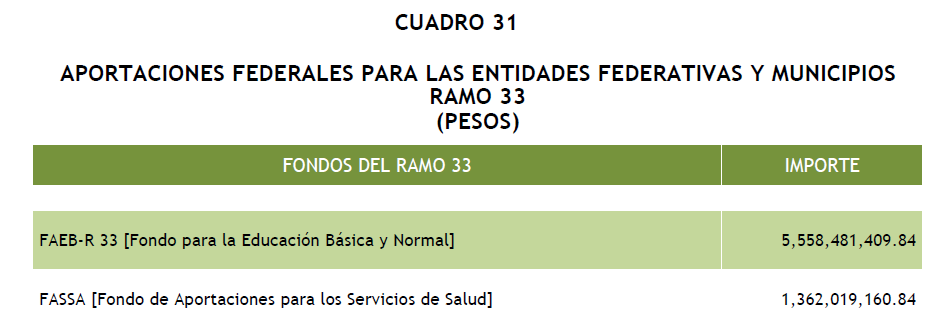 CUADRO 31
APORTACIONES FEDERALES PARA LAS ENTIDADES FEDERATIVAS Y MUNICIPIOS
RAMO 33
(PESOS)
FONDOS DEL RAMO 33 IMPORTE
FAEB-R 33 [Fondo para la Educación Básica y Normal] 5,558,481,409.84
FASSA [Fondo de Aportaciones para los Servicios de Salud] 1,362,019,160.84